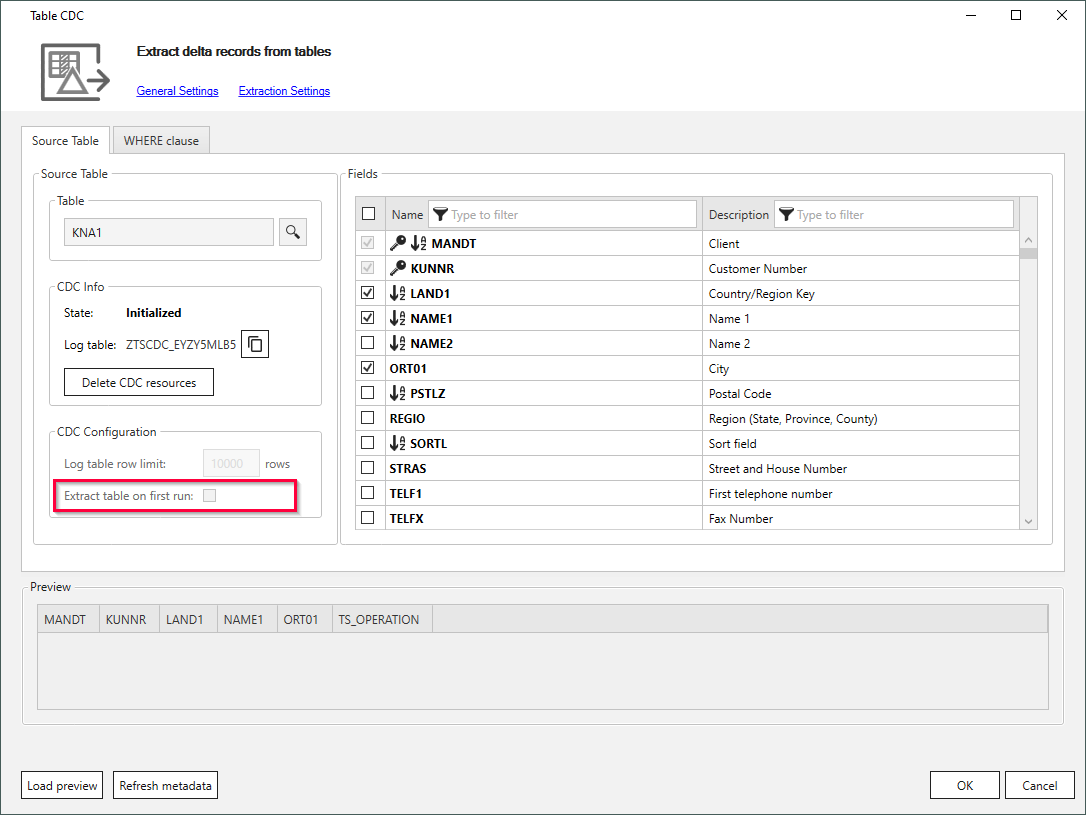 Table CDC
Extract delta records from tables
General Settings Extraction Settings
Source Table WHERE clause
Source Table
Table
KNA1
CDC Info
State: Initialized
Log table: ZTSCDC_EYZY5MLB5
Delete CDC resources
CDC Configuration
Log table row limit: 10000 rows
Extract table on first run:
Fields
Name Type to filter Description Type to filter
MANDT Client
KUNNR Customer Number
LAND1 Country/Region Key
NAME1 Name 1
NAME2 Name 2
ORT01 City
PSTLZ Postal Code
REGIO Region (State, Province, County)
SORTL Sort field
STRAS Street and House Number
TELF1 First telephone number
TELFX Fax Number
Preview
MANDT KUNNR LAND1 NAME1 ORT01 TS_OPERATION
Load preview Refresh metadata OK Cancel